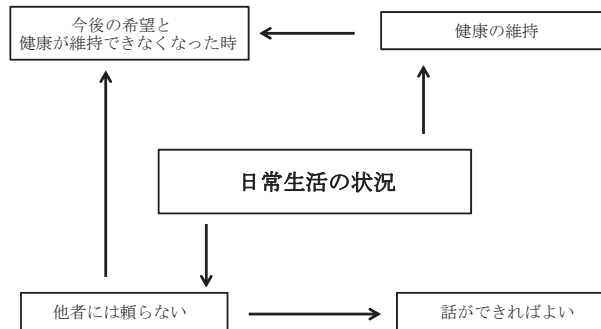 今後の希望と
健康が維持できなくなった時
健康の維持
日常生活の状況
他者には頼らない
話ができればよい